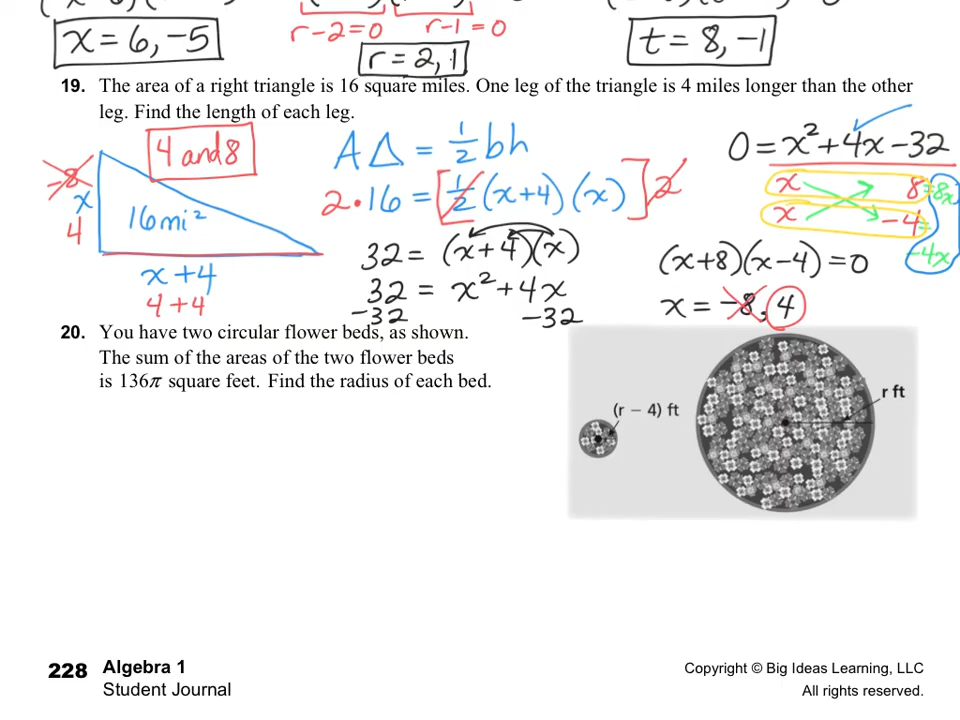 x = 6, -5
r-2=0 r-1=0
r = 2, 1
t = 8, -1
19. The area of a right triangle is 16 square miles. One leg of the triangle is 4 miles longer than the other
leg. Find the length of each leg.
4 and 8
-8
x
4
16mi²
x+4
4+4
A△ = ½bh
2·16 = [½(x+4)(x)]2
32 = (x+4)(x)
32 = x²+4x
-32 -32
0 = x²+4x-32
x 8 =8x
x -4 =
-4x
(x+8)(x-4)=0
x = -8, 4
20. You have two circular flower beds, as shown.
The sum of the areas of the two flower beds
is 136π square feet. Find the radius of each bed.
(r − 4) ft
r ft
228 Algebra 1
Student Journal
Copyright © Big Ideas Learning, LLC
All rights reserved.